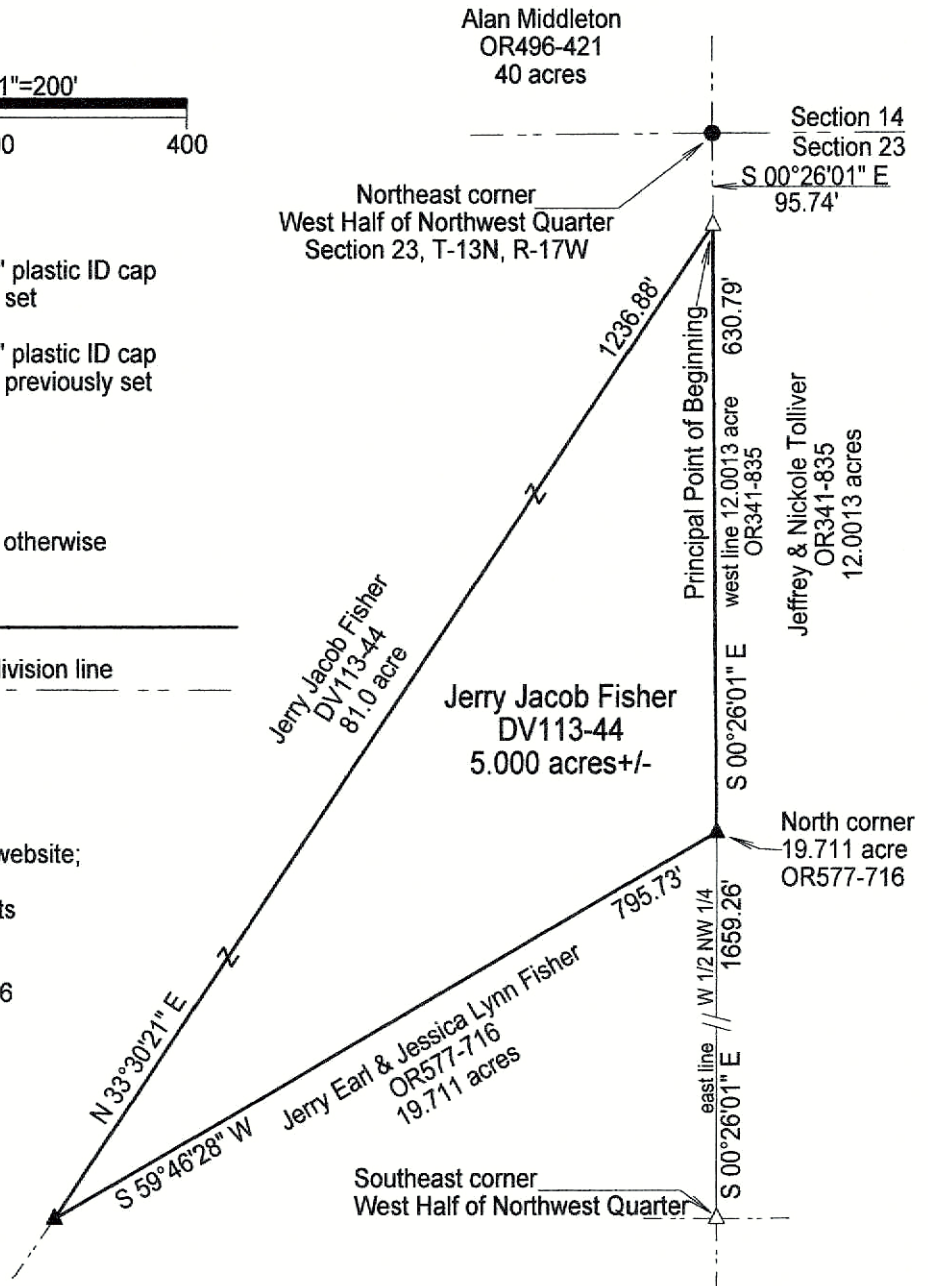 Alan Middleton
OR496-421
40 acres
1"=200'
400
Section 14
Section 23
S 00°26'01" E
95.74'
Northeast corner
West Half of Northwest Quarter
Section 23, T-13N, R-17W
" plastic ID cap
set
" plastic ID cap
previously set
1236.88'
Principal Point of Beginning
630.79'
west line 12.0013 acre
OR341-835
Jeffrey & Nickole Tolliver
OR341-835
12.0013 acres
otherwise
Jerry Jacob Fisher
DV113-44
81.0 acre
Jerry Jacob Fisher
DV113-44
5.000 acres+/-
S 00°26'01" E
North corner
19.711 acre
OR577-716
795.73'
website;
Jerry Earl & Jessica Lynn Fisher
OR577-716
19.711 acres
N 33°30'21" E
S 59°46'28" W
east line W 1/2 NW 1/4
S 00°26'01" E 1659.26'
6
Southeast corner
West Half of Northwest Quarter